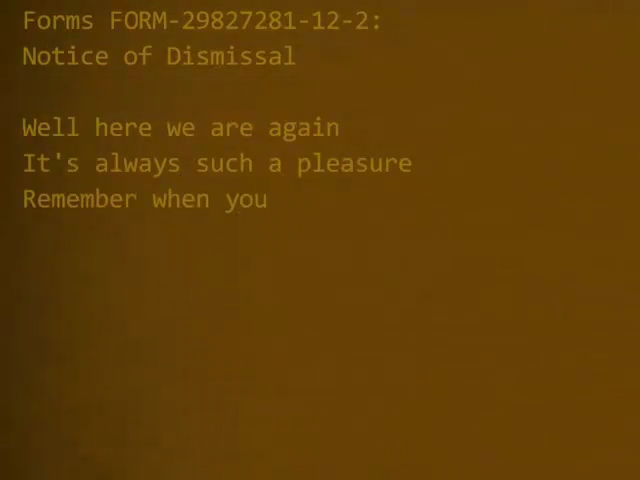 Forms FORM-29827281-12-2:
Notice of Dismissal
Well here we are again
It's always such a pleasure
Remember when you